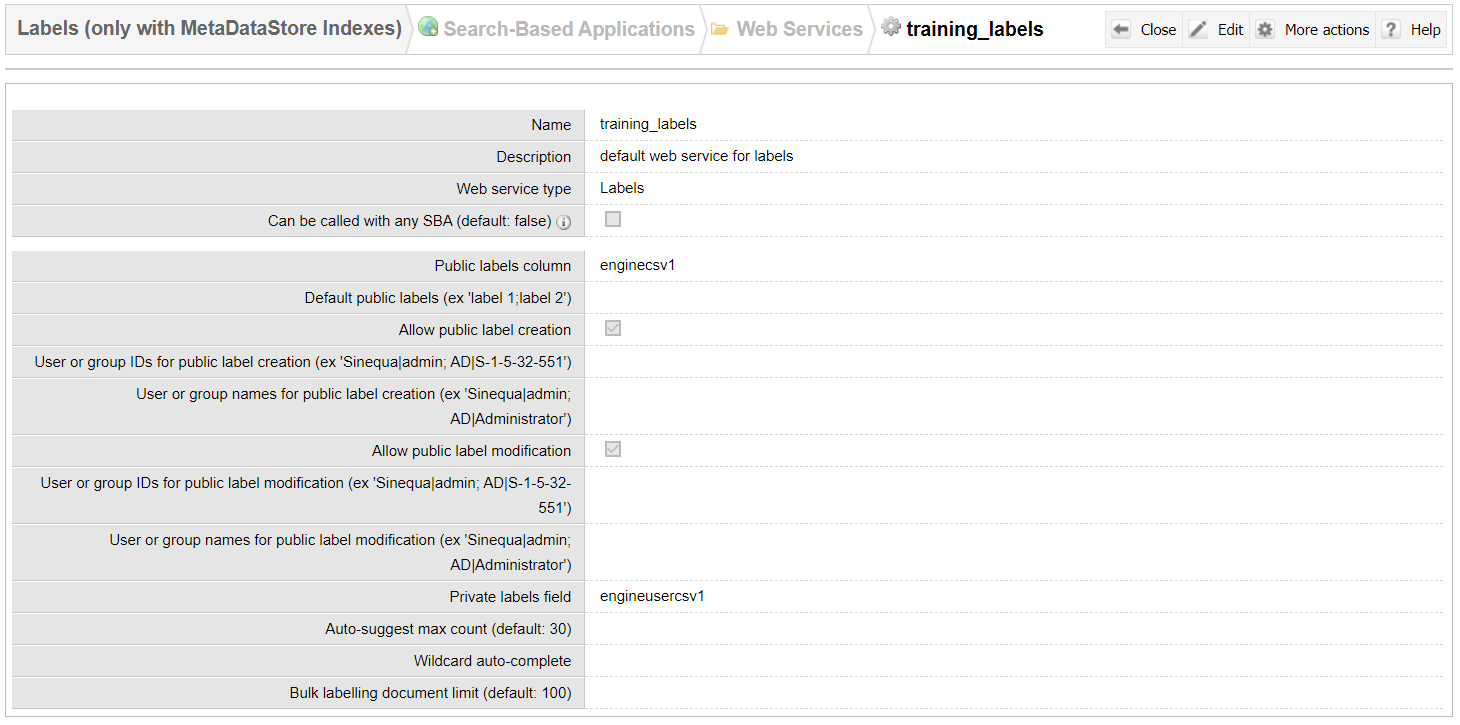 Labels (only with MetaDataStore Indexes) Search-Based Applications Web Services training_labels Close Edit More actions ? Help
Name training_labels
Description default web service for labels
Web service type Labels
Can be called with any SBA (default: false)
Public labels column enginecsv1
Default public labels (ex 'label 1;label 2')
Allow public label creation
User or group IDs for public label creation (ex 'Sinequa|admin; AD|S-1-5-32-551')
User or group names for public label creation (ex 'Sinequa|admin;
AD|Administrator')
Allow public label modification
User or group IDs for public label modification (ex 'Sinequa|admin; AD|S-1-5-32-
551')
User or group names for public label modification (ex 'Sinequa|admin;
AD|Administrator')
Private labels field engineusercsv1
Auto-suggest max count (default: 30)
Wildcard auto-complete
Bulk labelling document limit (default: 100)